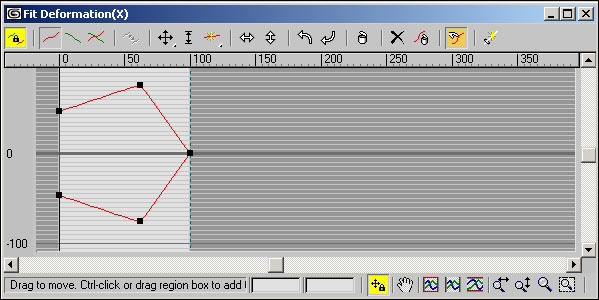 Fit Deformation(X)
0 50 100 150 200 250 300 350
0
-100
Drag to move. Ctrl-click or drag region box to add